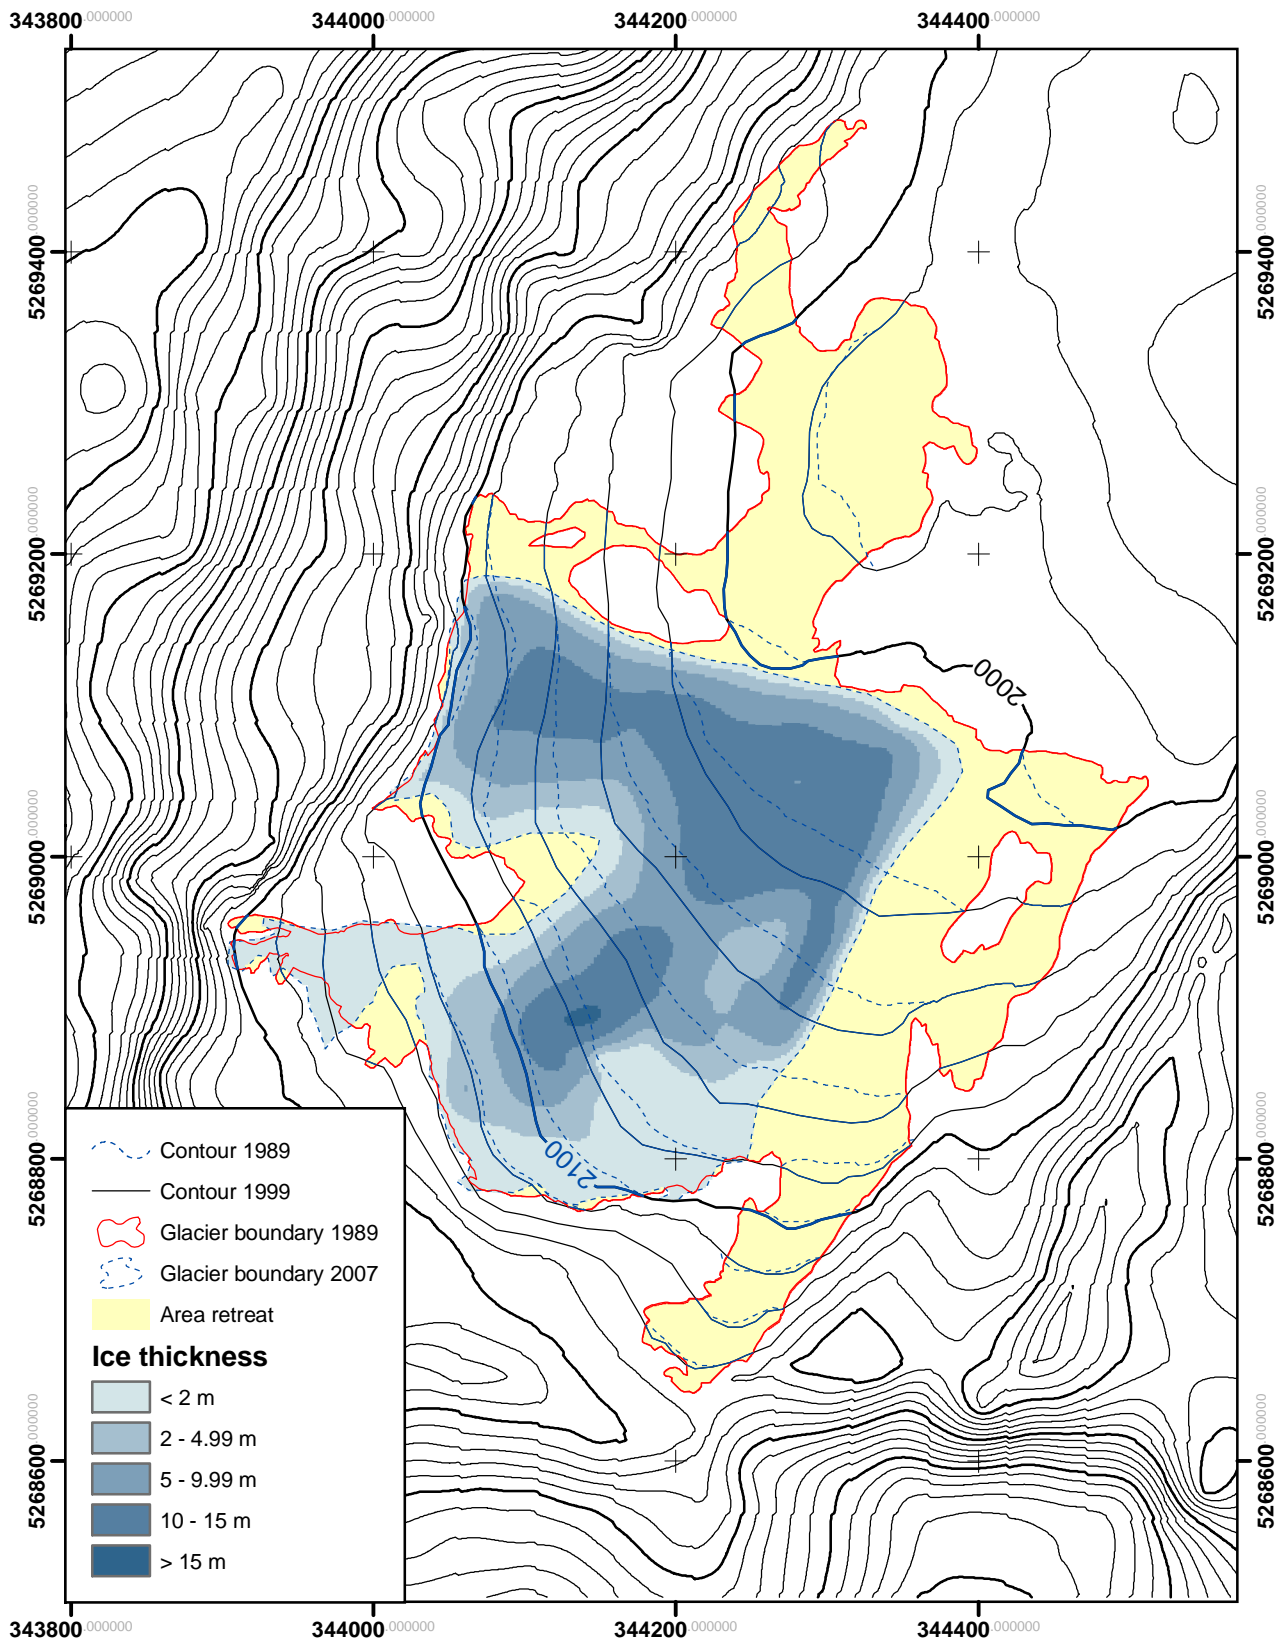 343800.000000 344000.000000 344200.000000 344400.000000
5269400.000000 5269400.000000
5269200.000000 5269200.000000
2000
5269000.000000 5269000.000000
5268800.000000 5268800.000000
2100
Contour 1989
Contour 1999
Glacier boundary 1989
Glacier boundary 2007
Area retreat
Ice thickness
< 2 m
2 - 4.99 m
5 - 9.99 m
10 - 15 m
> 15 m
5268600.000000 5268600.000000
343800.000000 344000.000000 344200.000000 344400.000000